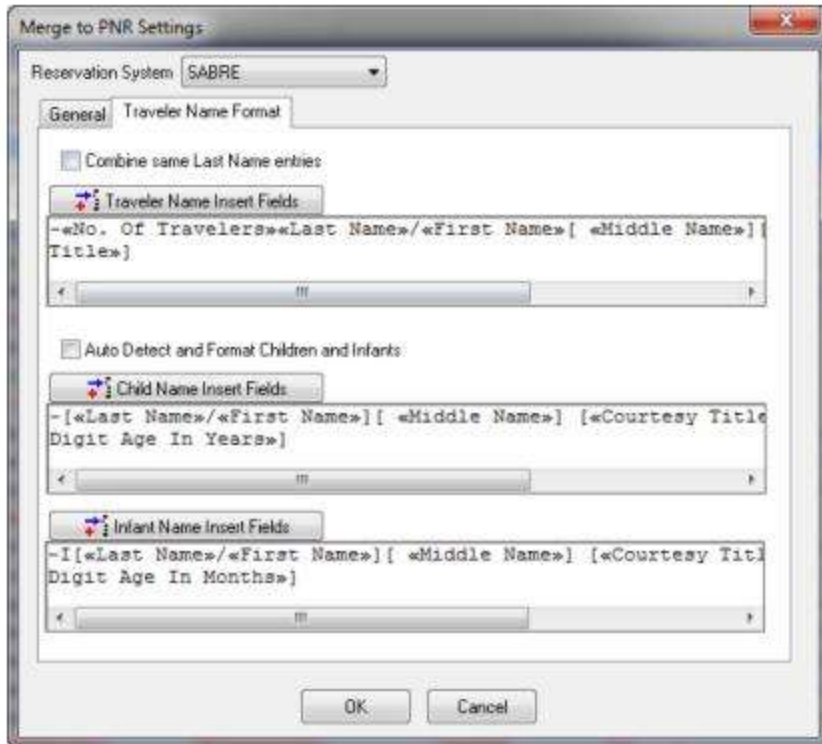 Merge to PNR Settings
Reservation System SABRE
General Traveler Name Format
Combine same Last Name entries
Traveler Name Insert Fields
-«No. Of Travelers»«Last Name»/«First Name»[ «Middle Name»][
Title»]
Auto Detect and Format Children and Infants
Child Name Insert Fields
-[«Last Name»/«First Name»][ «Middle Name»] [«Courtesy Title
Digit Age In Years»]
Infant Name Insert Fields
-I[«Last Name»/«First Name»][ «Middle Name»] [«Courtesy Titl
Digit Age In Months»]
OK Cancel